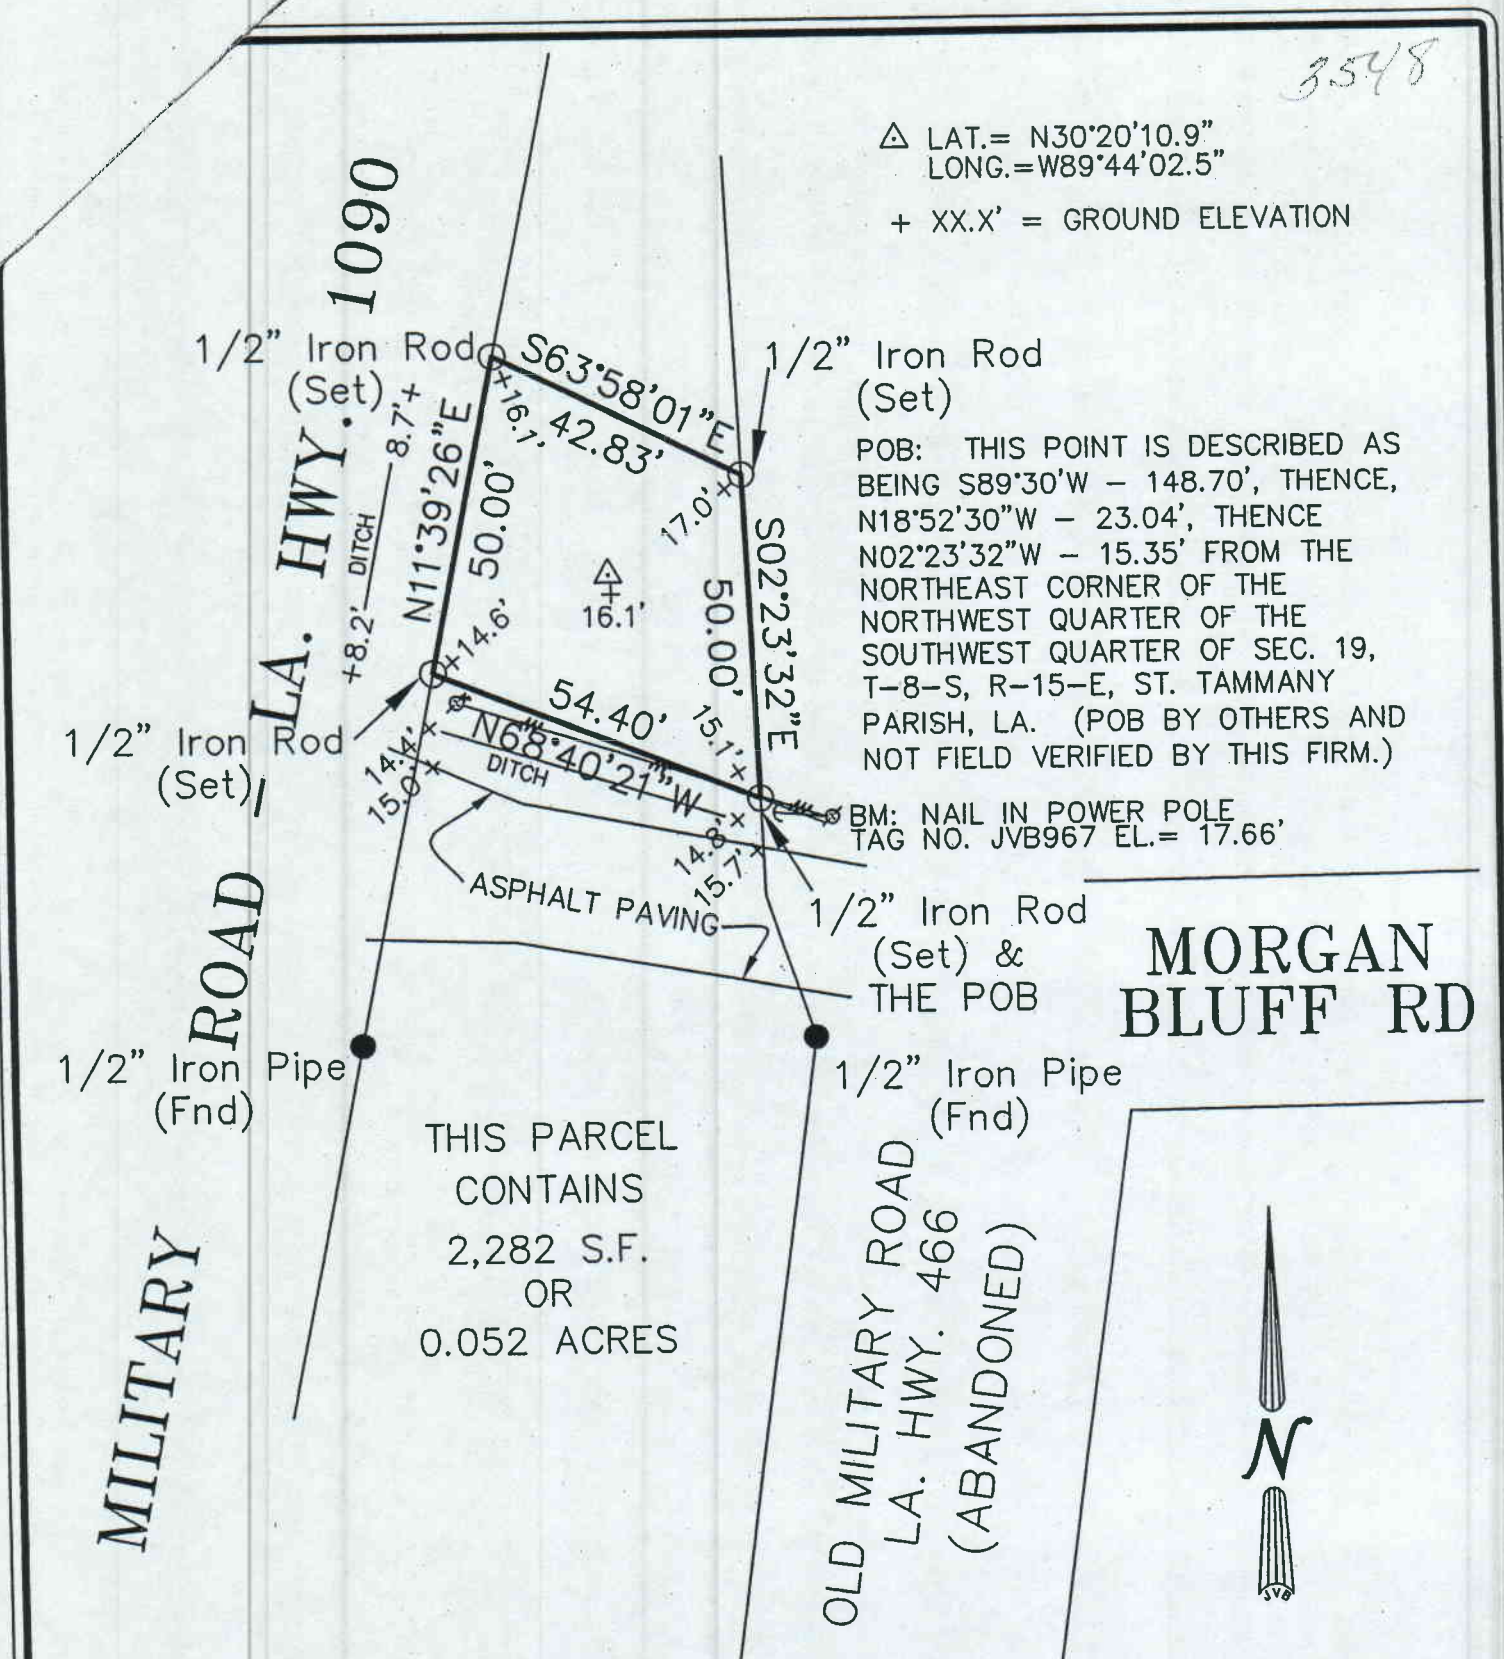 3548
LAT.= N30°20'10.9"
LONG.=W89°44'02.5"
+ XX.X' = GROUND ELEVATION
MILITARY ROAD / LA. HWY. 1090
1/2" Iron Rod
(Set)
S63°58'01"E
42.83'
1/2" Iron Rod
(Set)
+16.1'
8.7'+
DITCH
+8.2'
N11°39'26"E
50.00'
17.0'
16.1'
S02°23'32"E
50.00'
+14.6'
POB: THIS POINT IS DESCRIBED AS
BEING S89°30'W – 148.70', THENCE,
N18°52'30"W – 23.04', THENCE
N02°23'32"W – 15.35' FROM THE
NORTHEAST CORNER OF THE
NORTHWEST QUARTER OF THE
SOUTHWEST QUARTER OF SEC. 19,
T-8-S, R-15-E, ST. TAMMANY
PARISH, LA. (POB BY OTHERS AND
NOT FIELD VERIFIED BY THIS FIRM.)
1/2" Iron Rod
(Set)
54.40'
N68°40'21"W
DITCH
15.1'
14.4'
15.0'
14.8'
15.7'
BM: NAIL IN POWER POLE
TAG NO. JVB967 EL.= 17.66'
ASPHALT PAVING
1/2" Iron Rod
(Set) &
THE POB
MORGAN
BLUFF RD
1/2" Iron Pipe
(Fnd)
1/2" Iron Pipe
(Fnd)
THIS PARCEL
CONTAINS
2,282 S.F.
OR
0.052 ACRES
OLD MILITARY ROAD
LA. HWY. 466
(ABANDONED)
N
JVB